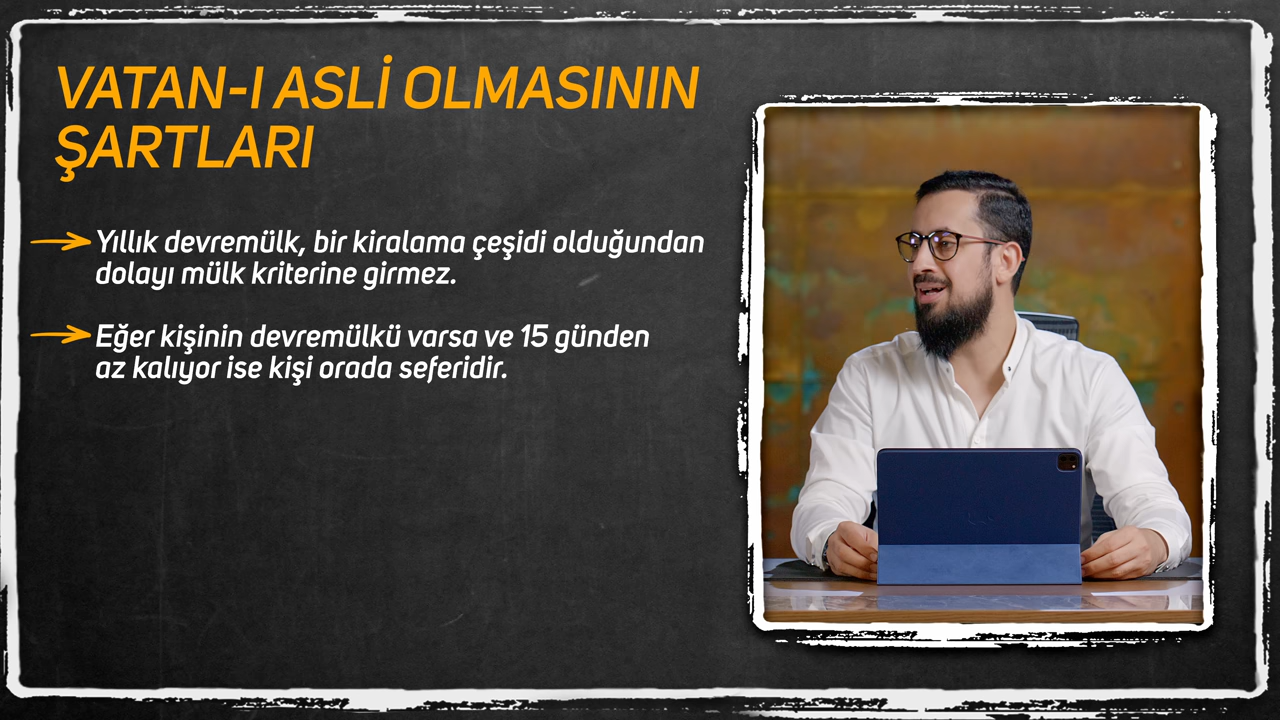 VATAN-I ASLİ OLMASININ
ŞARTLARI
Yıllık devremülk, bir kiralama çeşidi olduğundan
dolayı mülk kriterine girmez.
Eğer kişinin devremülkü varsa ve 15 günden
az kalıyor ise kişi orada seferidir.